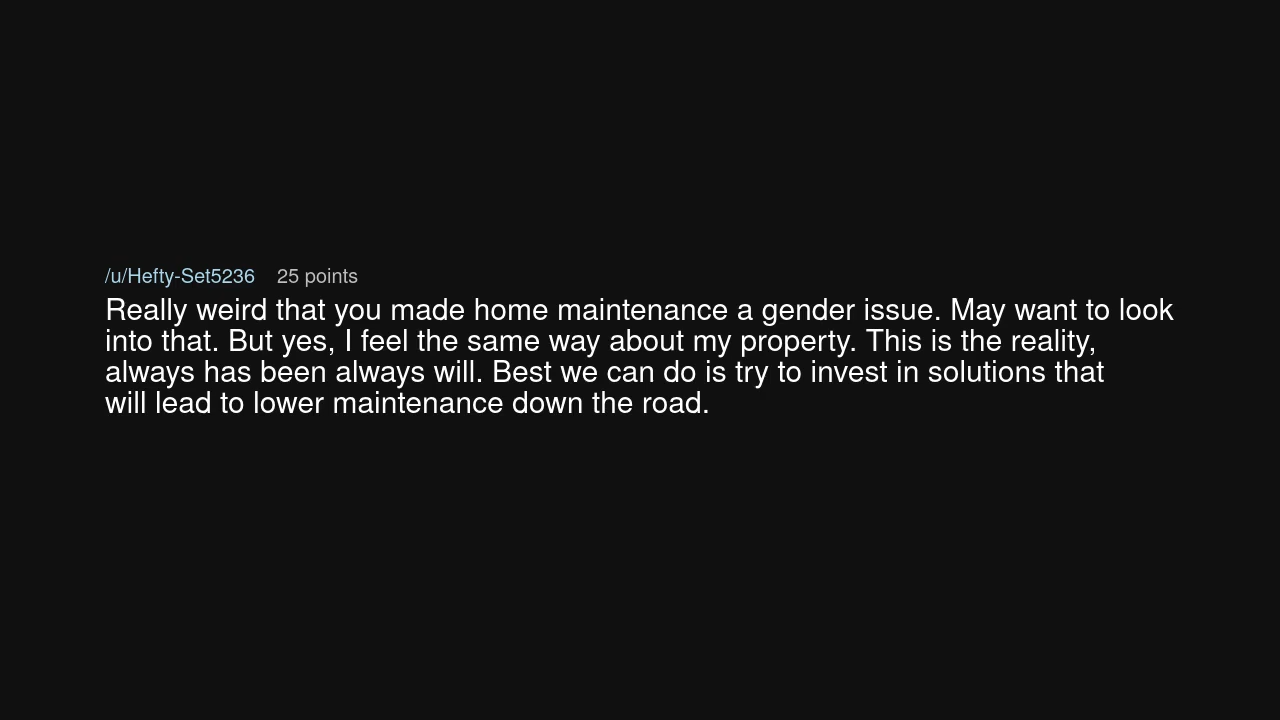 /u/Hefty-Set5236 25 points
Really weird that you made home maintenance a gender issue. May want to look
into that. But yes, I feel the same way about my property. This is the reality,
always has been always will. Best we can do is try to invest in solutions that
will lead to lower maintenance down the road.